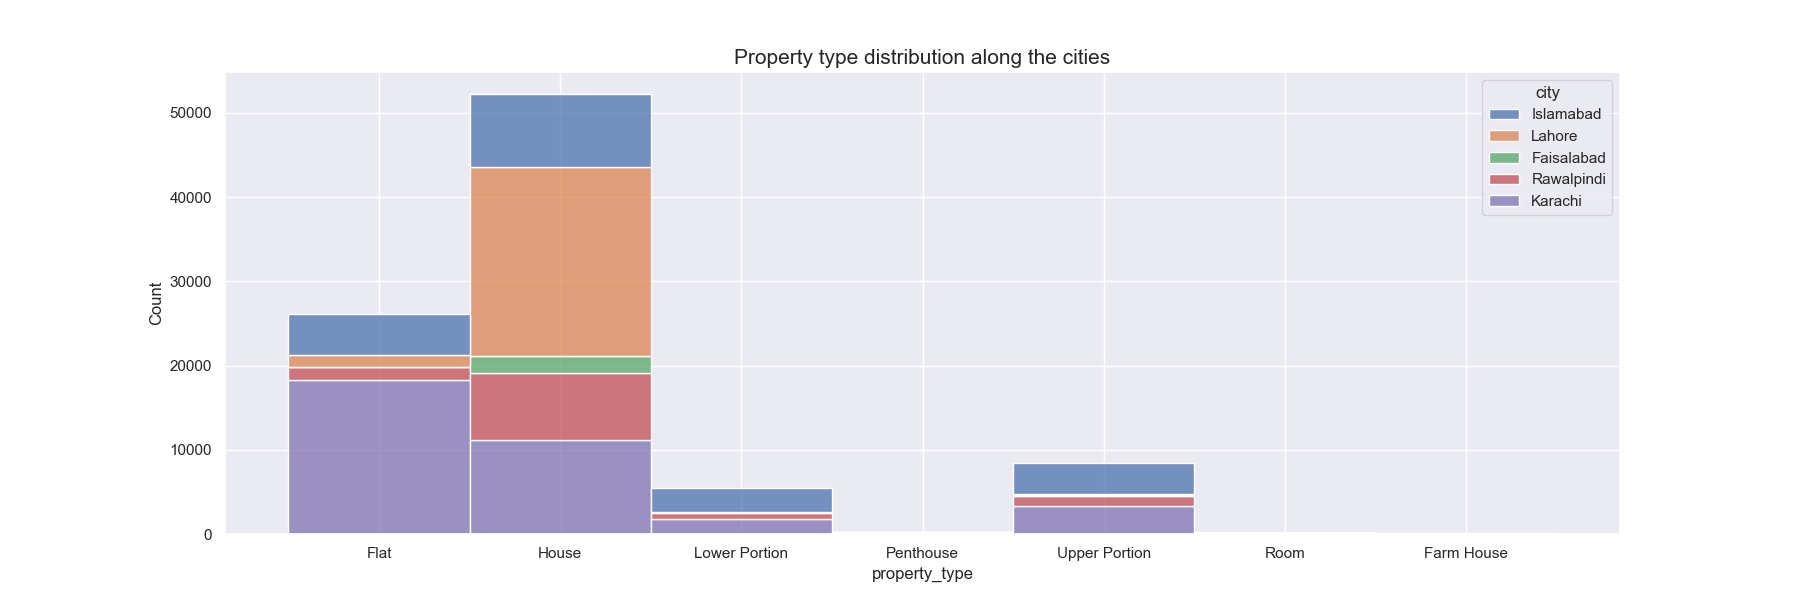 Property type distribution along the cities
city
Islamabad
Lahore
Faisalabad
Rawalpindi
Karachi
50000
40000
30000
20000
10000
0
Count
Flat House Lower Portion Penthouse Upper Portion Room Farm House
property_type